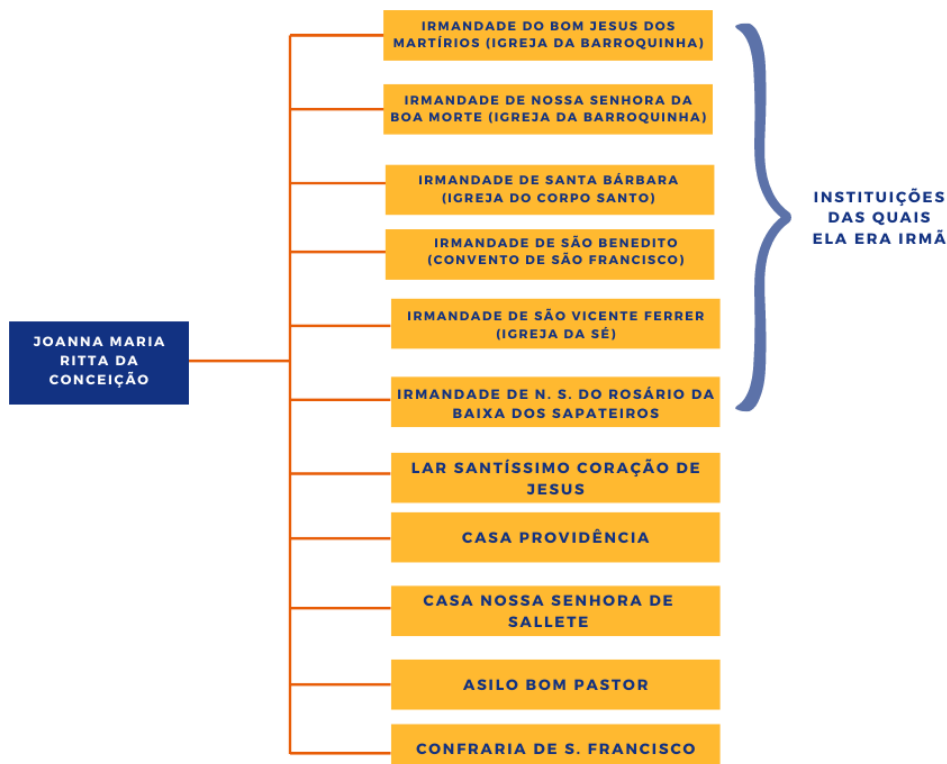 IRMANDADE DO BOM JESUS DOS
MARTÍRIOS (IGREJA DA BARROQUINHA)
IRMANDADE DE NOSSA SENHORA DA
BOA MORTE (IGREJA DA BARROQUINHA)
IRMANDADE DE SANTA BÁRBARA
(IGREJA DO CORPO SANTO)
IRMANDADE DE SÃO BENEDITO
(CONVENTO DE SÃO FRANCISCO)
IRMANDADE DE SÃO VICENTE FERRER
(IGREJA DA SÉ)
IRMANDADE DE N. S. DO ROSÁRIO DA
BAIXA DOS SAPATEIROS
INSTITUIÇÕES
DAS QUAIS
ELA ERA IRMÃ
JOANNA MARIA
RITTA DA
CONCEIÇÃO
LAR SANTÍSSIMO CORAÇÃO DE
JESUS
CASA PROVIDÊNCIA
CASA NOSSA SENHORA DE
SALLETE
ASILO BOM PASTOR
CONFRARIA DE S. FRANCISCO